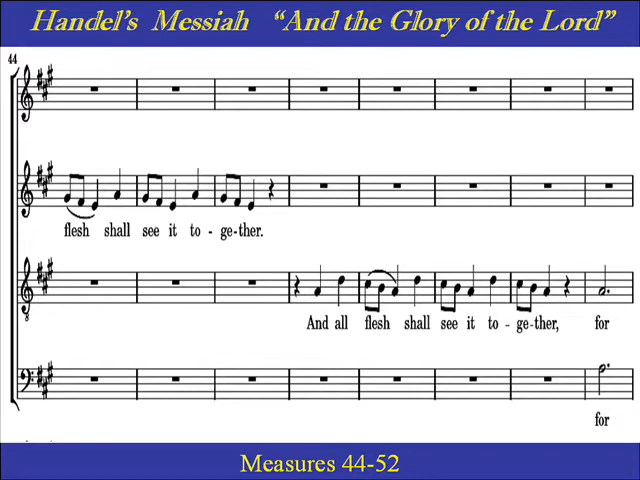 Handel's Messiah "And the Glory of the Lord"
44
flesh shall see it to - ge-ther.
8
And all flesh shall see it to - ge-ther, for
for
Measures 44-52